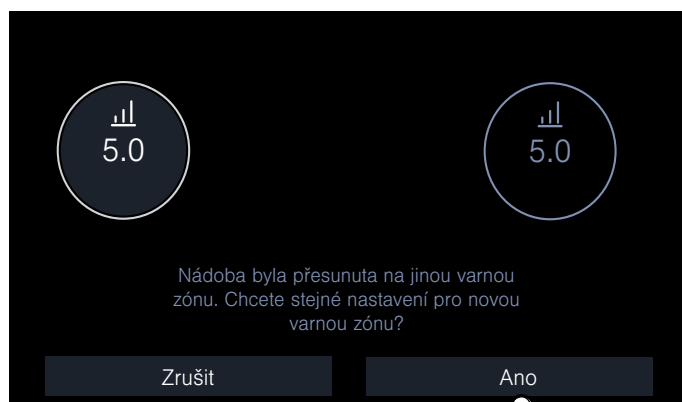 5.0
5.0
Nádoba byla přesunuta na jinou varnou
zónu. Chcete stejné nastavení pro novou
varnou zónu?
Zrušit
Ano